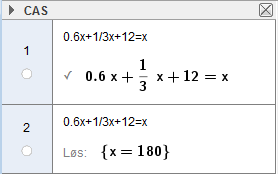 CAS
1
0.6x+1/3x+12=x
✓ 0.6 x + 1/3 x + 12 = x
2
0.6x+1/3x+12=x
Løs: {x = 180}